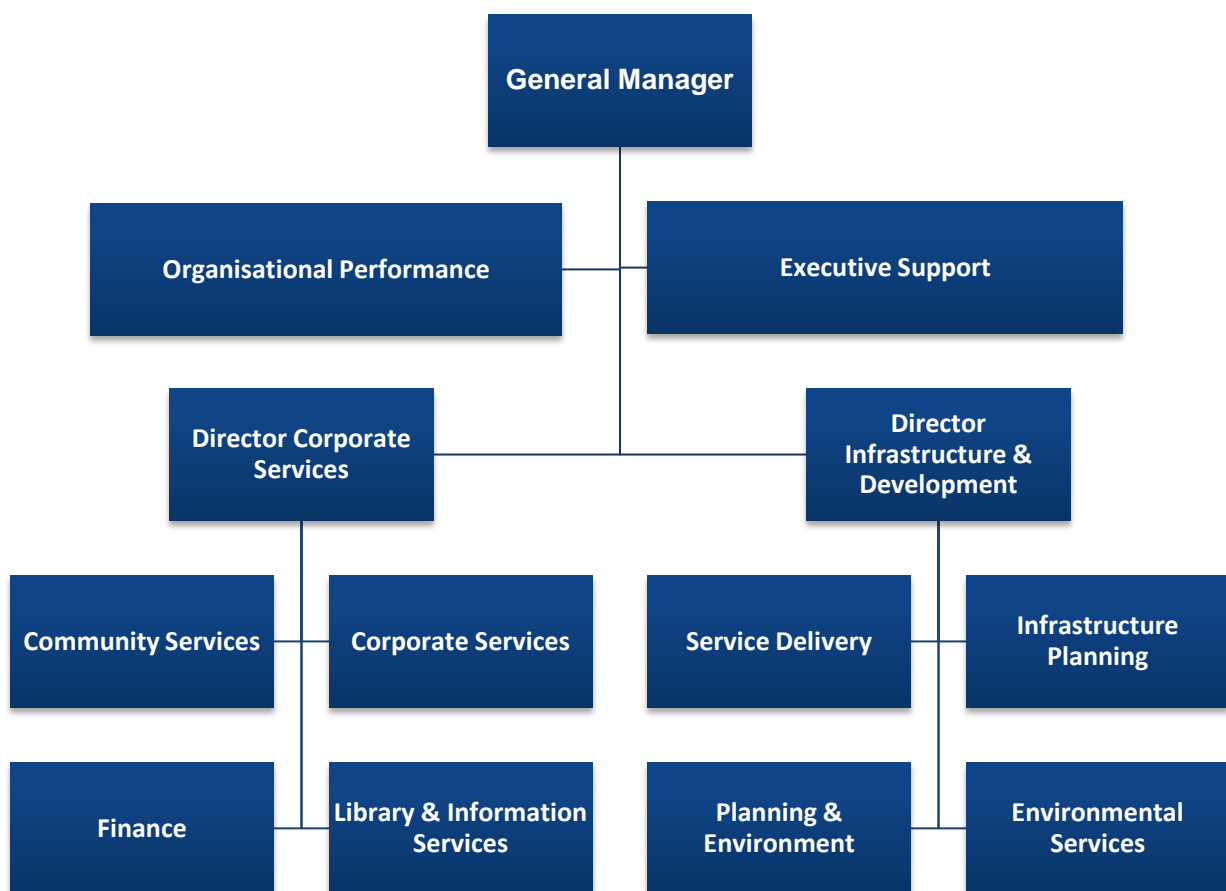 General Manager
Organisational Performance
Executive Support
Director Corporate
Services
Director
Infrastructure &
Development
Community Services
Corporate Services
Service Delivery
Infrastructure
Planning
Finance
Library & Information
Services
Planning &
Environment
Environmental
Services